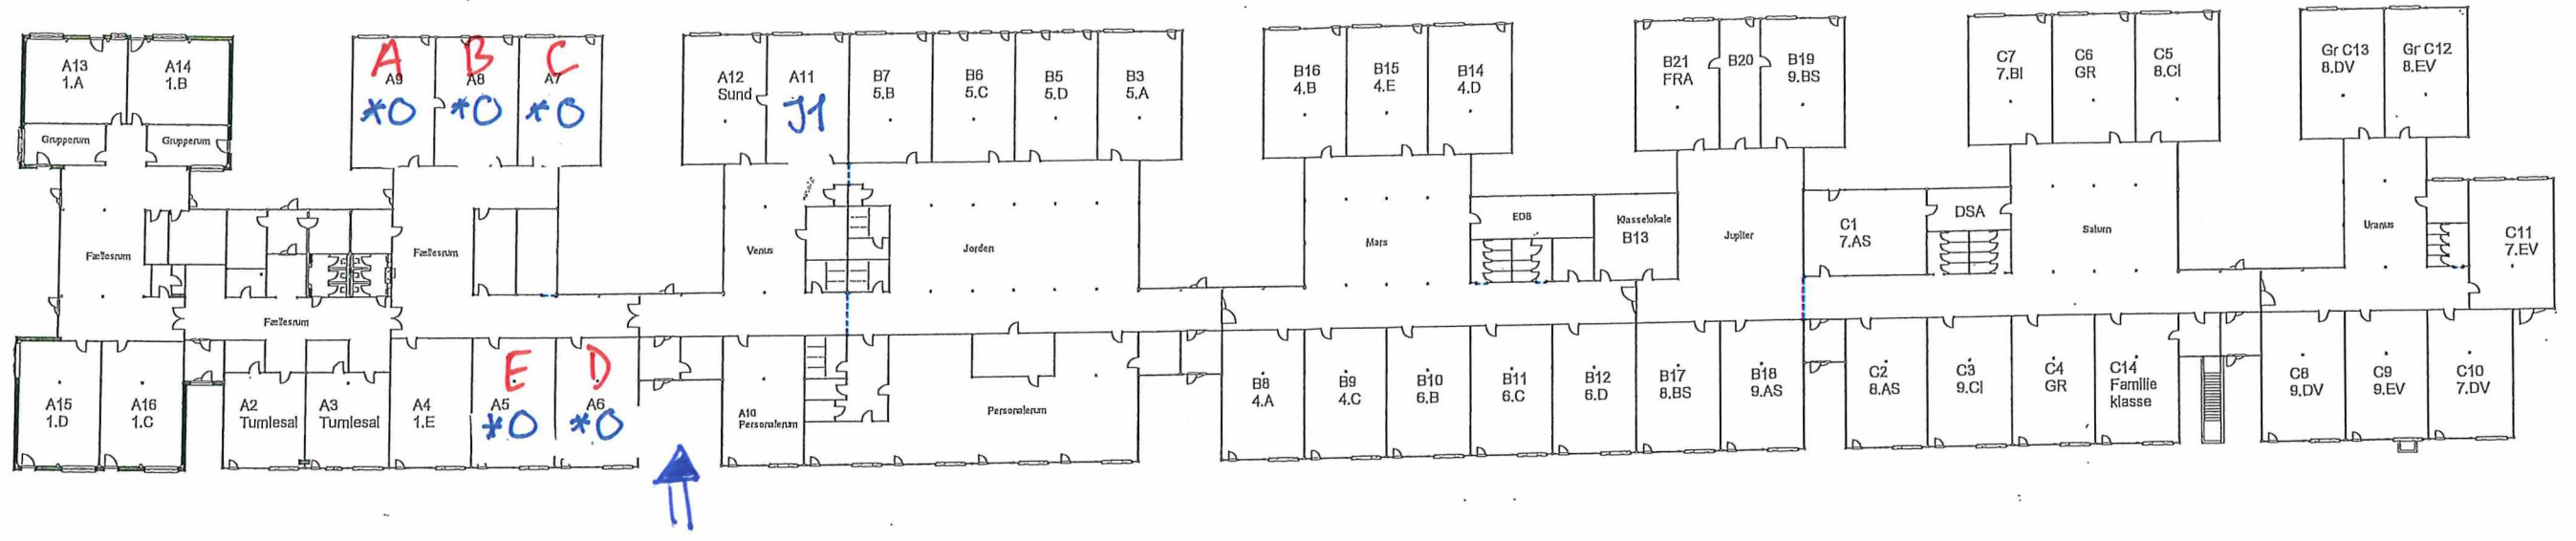 A13
1.A
A14
1.B
Grupperum
Grupperum
A
A9
*0
B
A8
*0
C
A7
*0
A12
Sund
A11
J1
B7
5.B
B6
5.C
B5
5.D
B3
5.A
B16
4.B
B15
4.E
B14
4.D
B21
FRA
B20
B19
9.BS
C7
7.BI
C6
GR
C5
8.CI
Gr C13
8.DV
Gr C12
8.EV
Fællesrum
Fællesrum
Fællesrum
Venus
Jorden
Mars
EDB
Klasselokale
B13
Jupiter
C1
7.AS
DSA
Saturn
Uranus
C11
7.EV
A15
1.D
A16
1.C
A2
Tumlesal
A3
Tumlesal
A4
1.E
E
A5
*0
D
A6
*0
A10
Personalerum
Personalerum
B8
4.A
B9
4.C
B10
6.B
B11
6.C
B12
6.D
B17
8.BS
B18
9.AS
C2
8.AS
C3
9.CI
C4
GR
C14
Familie
klasse
C8
9.DV
C9
9.EV
C10
7.DV